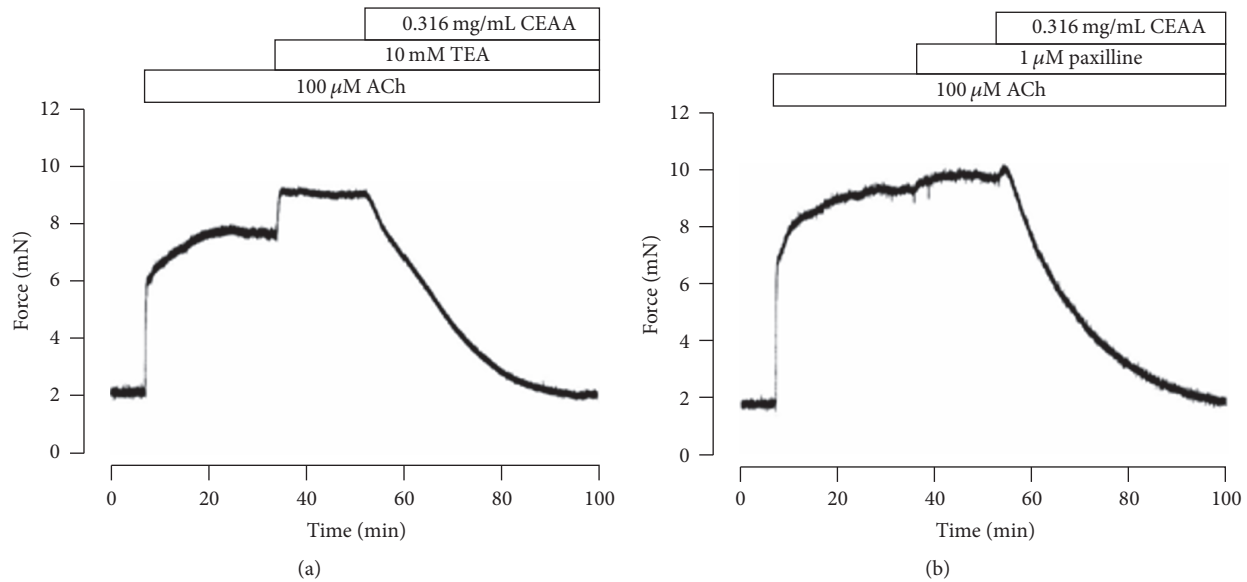 0.316 mg/mL CEAA
10 mM TEA
100 μM ACh
12
10
8
6
4
2
0
Force (mN)
0 20 40 60 80 100
Time (min)
(a)
0.316 mg/mL CEAA
1 μM paxilline
100 μM ACh
12
10
8
6
4
2
0
Force (mN)
0 20 40 60 80 100
Time (min)
(b)